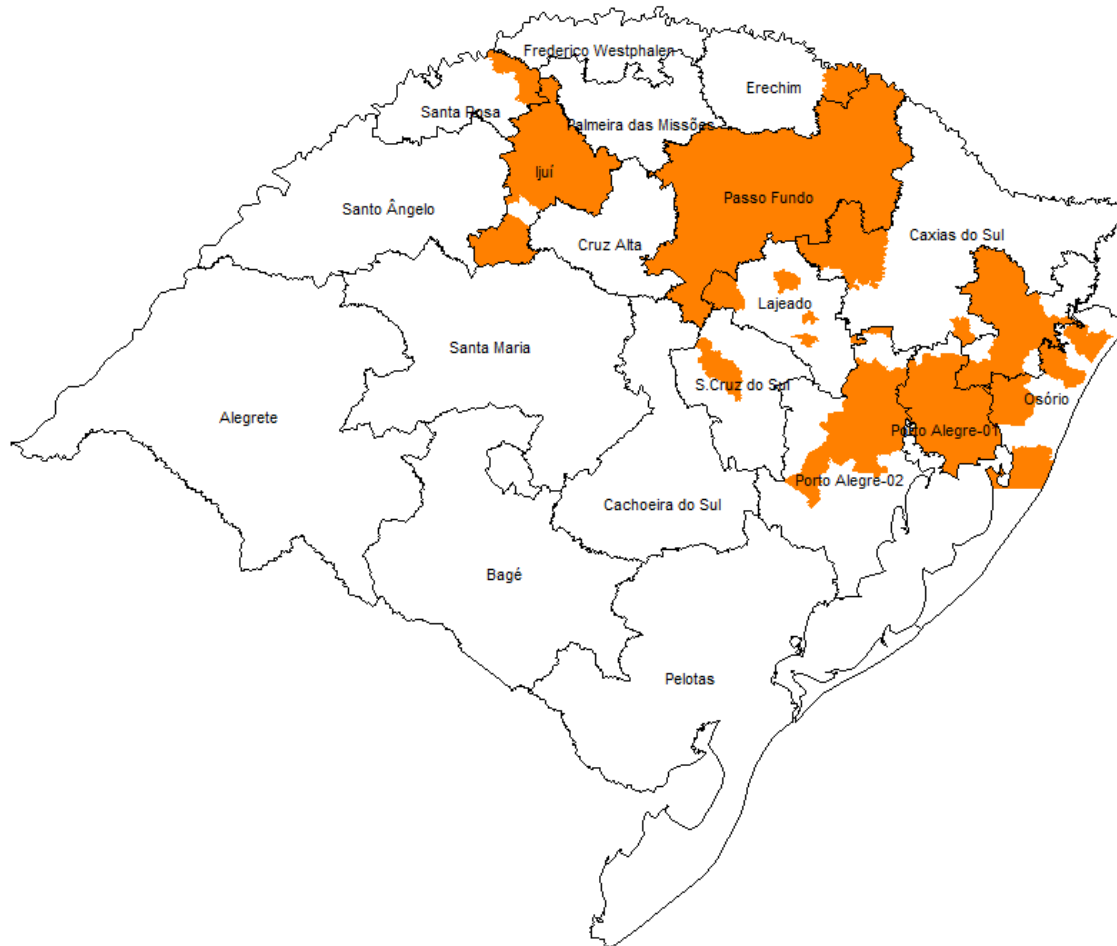 Frederico Westphalen
Erechim
Santa Rosa
Palmeira das Missões
Ijuí
Passo Fundo
Santo Ângelo
Caxias do Sul
Cruz Alta
Lajeado
Santa Maria
S.Cruz do Sul
Osório
Alegrete
Porto Alegre-01
Porto Alegre-02
Cachoeira do Sul
Bagé
Pelotas